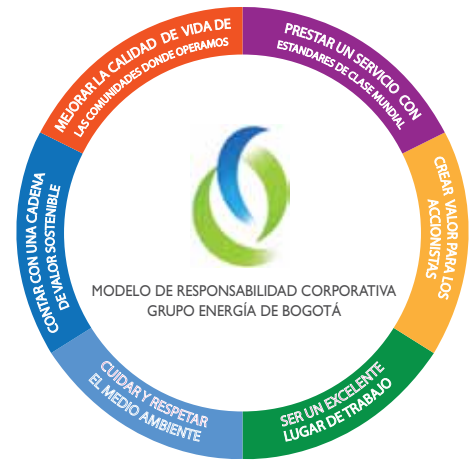 MEJORAR LA CALIDAD DE VIDA DE
LAS COMUNIDADES DONDE OPERAMOS
PRESTAR UN SERVICIO CON
ESTANDARES DE CLASE MUNDIAL
CREAR VALOR PARA LOS
ACCIONISTAS
SER UN EXCELENTE
LUGAR DE TRABAJO
CUIDAR Y RESPETAR
EL MEDIO AMBIENTE
CONTAR CON UNA CADENA
DE VALOR SOSTENIBLE
MODELO DE RESPONSABILIDAD CORPORATIVA
GRUPO ENERGÍA DE BOGOTÁ